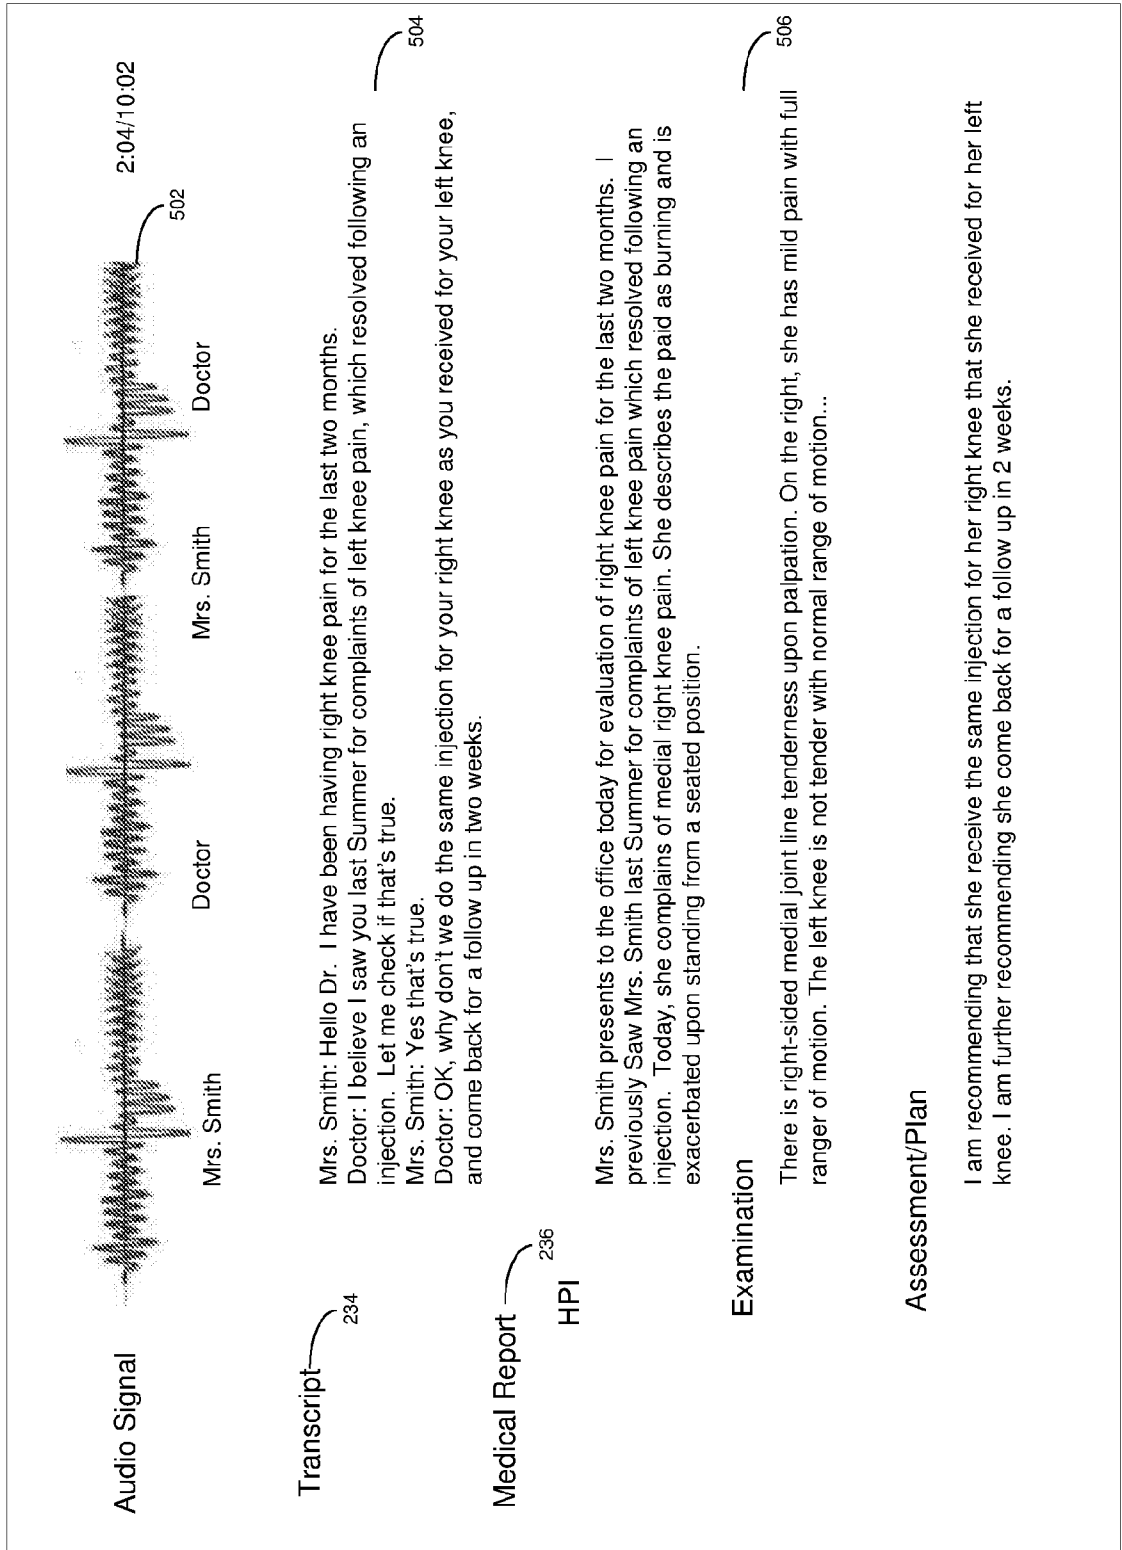 Audio Signal
2:04/10:02
502
Mrs. Smith
Doctor
Mrs. Smith
Doctor
Transcript
234
504
Mrs. Smith: Hello Dr. I have been having right knee pain for the last two months.
Doctor: I believe I saw you last Summer for complaints of left knee pain, which resolved following an
injection. Let me check if that's true.
Mrs. Smith: Yes that's true.
Doctor: OK, why don't we do the same injection for your right knee as you received for your left knee,
and come back for a follow up in two weeks.
Medical Report
236
HPI
Mrs. Smith presents to the office today for evaluation of right knee pain for the last two months. I
previously Saw Mrs. Smith last Summer for complaints of left knee pain which resolved following an
injection. Today, she complains of medial right knee pain. She describes the paid as burning and is
exacerbated upon standing from a seated position.
Examination
506
There is right-sided medial joint line tenderness upon palpation. On the right, she has mild pain with full
ranger of motion. The left knee is not tender with normal range of motion...
Assessment/Plan
I am recommending that she receive the same injection for her right knee that she received for her left
knee. I am further recommending she come back for a follow up in 2 weeks.